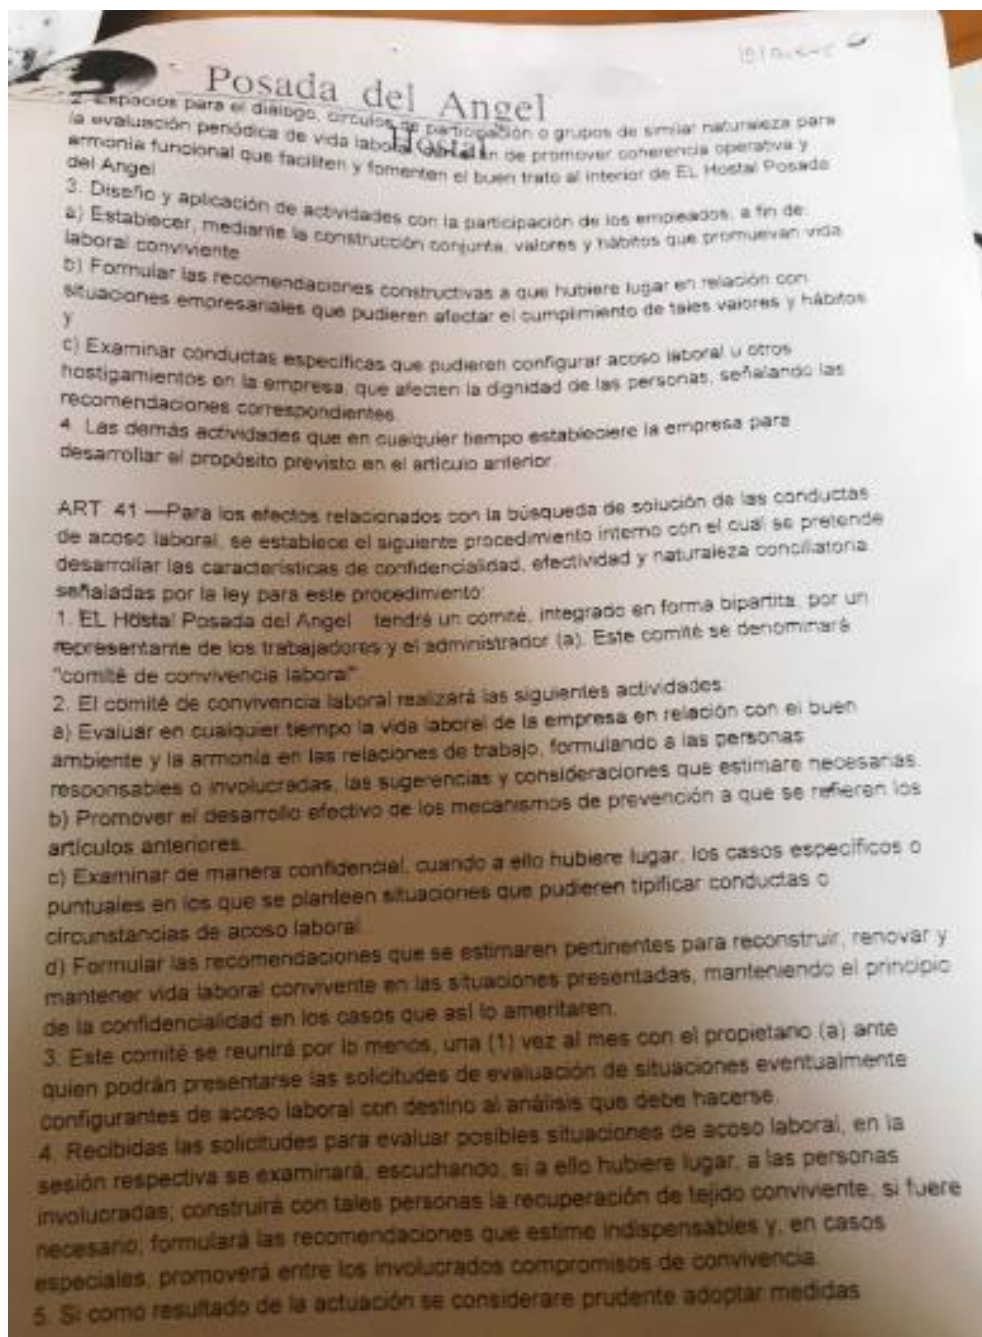 Posada del Angel
Hostal
2. Espacios para el diálogo, círculos de participación o grupos de similar naturaleza para
la evaluación periódica de vida laboral de promover coherencia operativa y
armonía funcional que faciliten y fomenten el buen trato al interior de EL Hostal Posada
del Angel
3. Diseño y aplicación de actividades con la participación de los empleados, a fin de:
a) Establecer, mediante la construcción conjunta, valores y hábitos que promuevan vida
laboral conviviente
b) Formular las recomendaciones constructivas a que hubiere lugar en relación con
situaciones empresariales que pudieren afectar el cumplimiento de tales valores y hábitos
y
c) Examinar conductas específicas que pudieren configurar acoso laboral u otros
hostigamientos en la empresa, que afecten la dignidad de las personas, señalando las
recomendaciones correspondientes.
4. Las demás actividades que en cualquier tiempo estableciere la empresa para
desarrollar el propósito previsto en el artículo anterior.
ART. 41 —Para los efectos relacionados con la búsqueda de solución de las conductas
de acoso laboral, se establece el siguiente procedimiento interno con el cual se pretende
desarrollar las características de confidencialidad, efectividad y naturaleza conciliatoria
señaladas por la ley para este procedimiento:
1. EL Hostal Posada del Angel tendrá un comité, integrado en forma bipartita, por un
representante de los trabajadores y el administrador (a). Este comité se denominará
"comité de convivencia laboral".
2. El comité de convivencia laboral realizará las siguientes actividades:
a) Evaluar en cualquier tiempo la vida laboral de la empresa en relación con el buen
ambiente y la armonía en las relaciones de trabajo, formulando a las personas
responsables o involucradas, las sugerencias y consideraciones que estimare necesarias.
b) Promover el desarrollo efectivo de los mecanismos de prevención a que se refieren los
artículos anteriores.
c) Examinar de manera confidencial, cuando a ello hubiere lugar, los casos específicos o
puntuales en los que se planteen situaciones que pudieren tipificar conductas o
circunstancias de acoso laboral.
d) Formular las recomendaciones que se estimaren pertinentes para reconstruir, renovar y
mantener vida laboral convivente en las situaciones presentadas, manteniendo el principio
de la confidencialidad en los casos que así lo ameritaren.
3. Este comité se reunirá por lo menos, una (1) vez al mes con el propietario (a) ante
quien podrán presentarse las solicitudes de evaluación de situaciones eventualmente
configurantes de acoso laboral con destino al análisis que debe hacerse.
4. Recibidas las solicitudes para evaluar posibles situaciones de acoso laboral, en la
sesión respectiva se examinará, escuchando, si a ello hubiere lugar, a las personas
involucradas; construirá con tales personas la recuperación de tejido conviviente, si fuere
necesario; formulará las recomendaciones que estime indispensables y, en casos
especiales, promoverá entre los involucrados compromisos de convivencia.
5. Si como resultado de la actuación se considerare prudente adoptar medidas